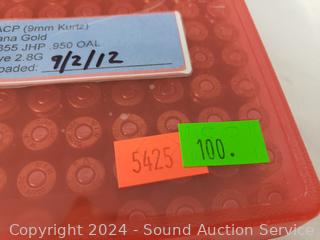 ACP (9mm Kurtz)
ana Gold
355 JHP .950 OAL
ve 2.8G
oaded: 9/2/12
5425
100.
Copyright 2024 - Sound Auction Service